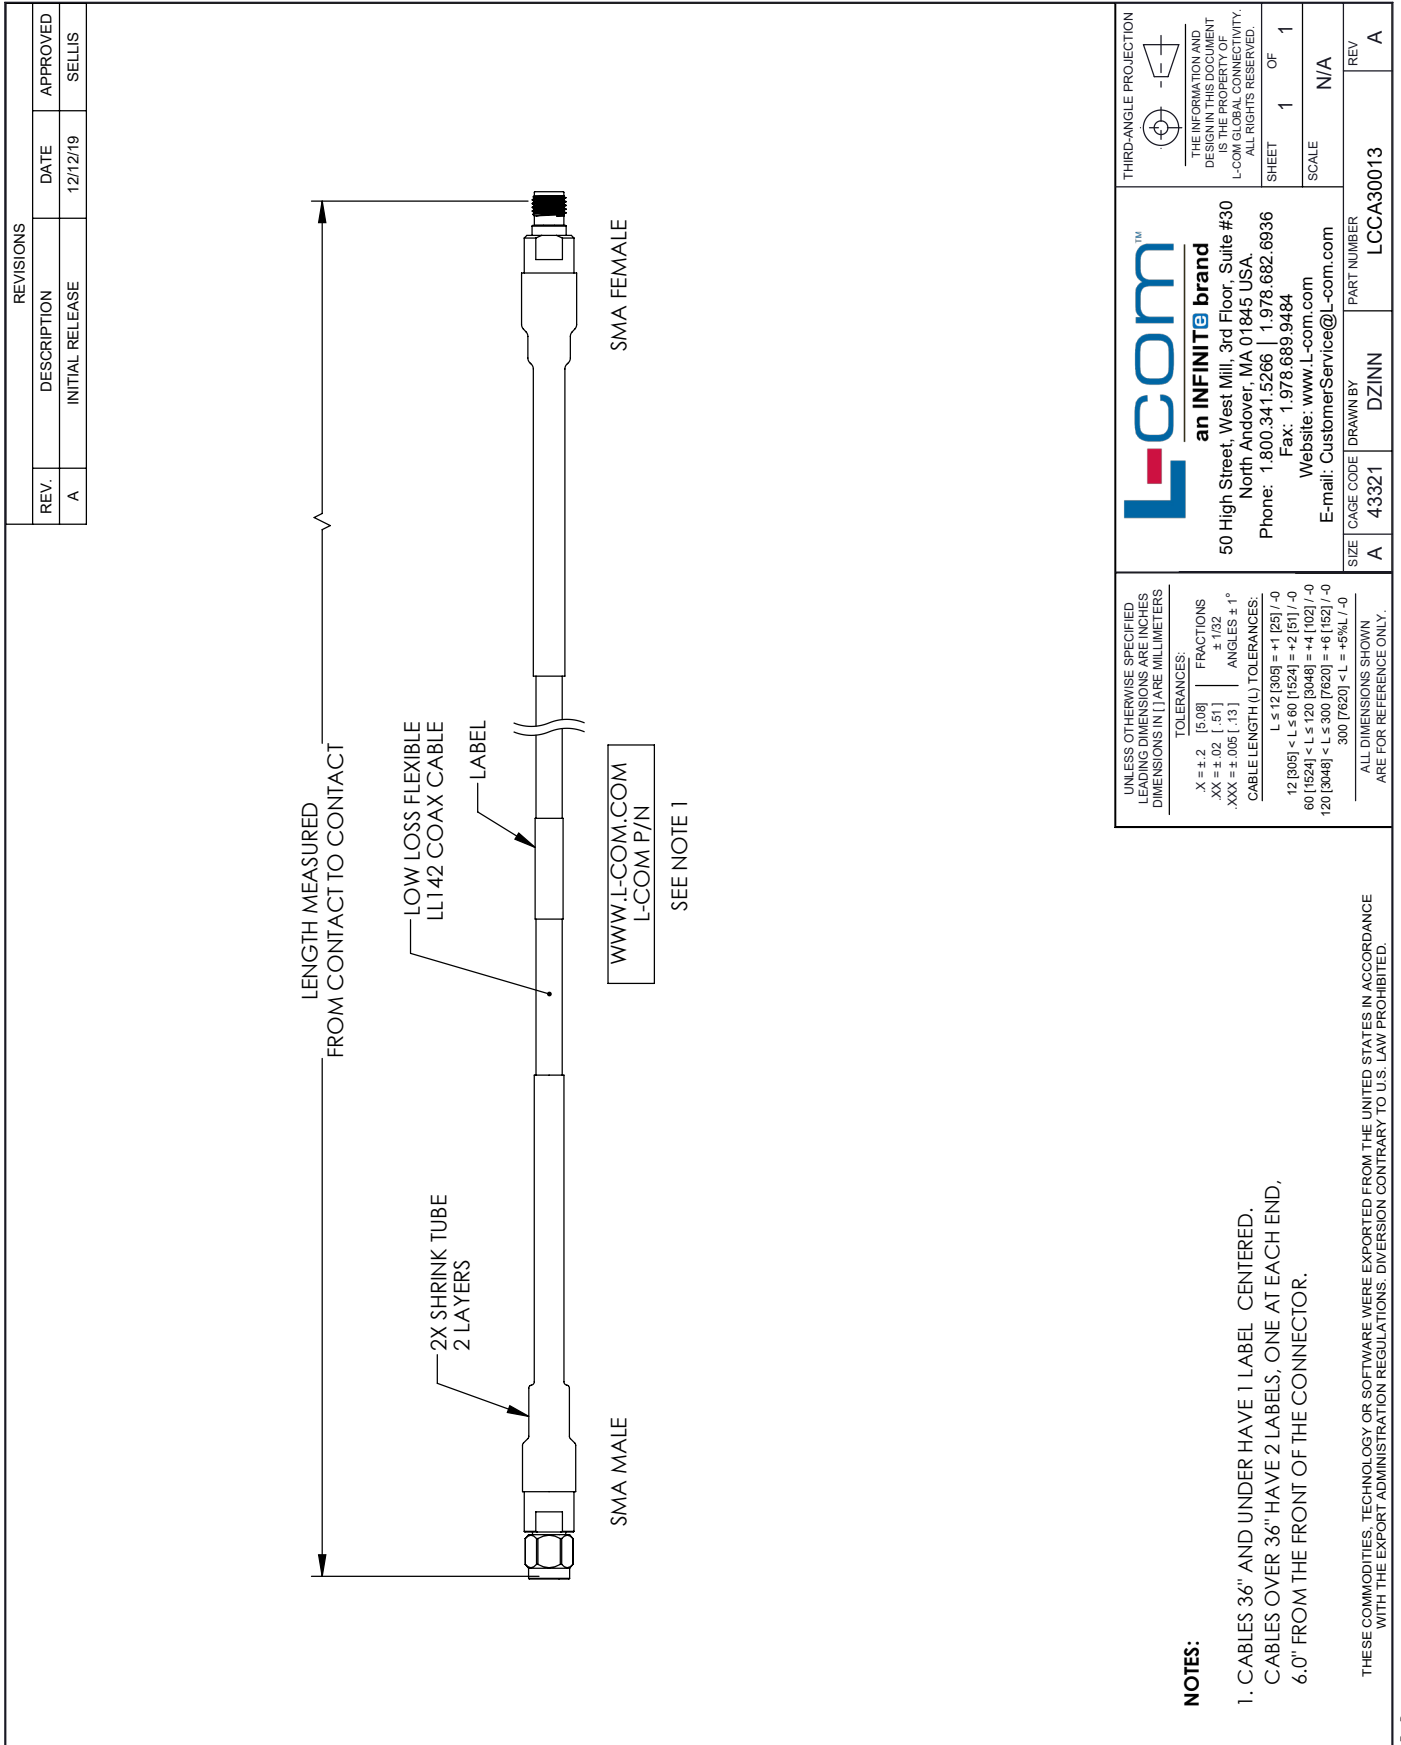 REVISIONS
REV. DESCRIPTION DATE APPROVED
A INITIAL RELEASE 12/12/19 SELLIS
LENGTH MEASURED
FROM CONTACT TO CONTACT
2X SHRINK TUBE
2 LAYERS
LOW LOSS FLEXIBLE
LL142 COAX CABLE
LABEL
SMA MALE
WWW.L-COM.COM
L-COM P/N
SEE NOTE 1
SMA FEMALE
NOTES:
1. CABLES 36" AND UNDER HAVE 1 LABEL CENTERED.
CABLES OVER 36" HAVE 2 LABELS, ONE AT EACH END,
6.0" FROM THE FRONT OF THE CONNECTOR.
THESE COMMODITIES, TECHNOLOGY OR SOFTWARE WERE EXPORTED FROM THE UNITED STATES IN ACCORDANCE
WITH THE EXPORT ADMINISTRATION REGULATIONS. DIVERSION CONTRARY TO U.S. LAW PROHIBITED.
UNLESS OTHERWISE SPECIFIED
LEADING DIMENSIONS ARE INCHES
DIMENSIONS IN [ ] ARE MILLIMETERS
TOLERANCES:
.X = ± .2 [5.08] FRACTIONS
.XX = ± .02 [ .51 ] ± 1/32
.XXX = ± .005 [ .13 ] ANGLES ± 1°
CABLE LENGTH (L) TOLERANCES:
L ≤ 12 [305] = +1 [25] / -0
12 [305] < L ≤ 60 [1524] = +2 [51] / -0
60 [1524] < L ≤ 120 [3048] = +4 [102] / -0
120 [3048] < L ≤ 300 [7620] = +6 [152] / -0
300 [7620] < L = +5%L / -0
ALL DIMENSIONS SHOWN
ARE FOR REFERENCE ONLY.
L-com™
an INFINITe brand
50 High Street, West Mill, 3rd Floor, Suite #30
North Andover, MA 01845 USA.
Phone: 1.800.341.5266 | 1.978.682.6936
Fax: 1.978.689.9484
Website: www.L-com.com
E-mail: CustomerService@L-com.com
THIRD-ANGLE PROJECTION
THE INFORMATION AND
DESIGN IN THIS DOCUMENT
IS THE PROPERTY OF
L-COM GLOBAL CONNECTIVITY.
ALL RIGHTS RESERVED.
SHEET 1 OF 1
SCALE N/A
SIZE A
CAGE CODE 43321
DRAWN BY DZINN
PART NUMBER LCCA30013
REV A